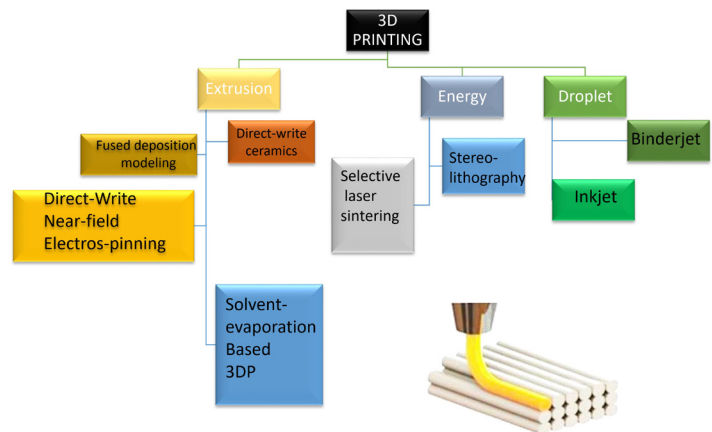 3D
PRINTING
Extrusion
Energy
Droplet
Fused deposition
modeling
Direct-write
ceramics
Direct-Write
Near-field
Electros-pinning
Solvent-
evaporation
Based
3DP
Selective
laser
sintering
Stereo-
lithography
Binderjet
Inkjet